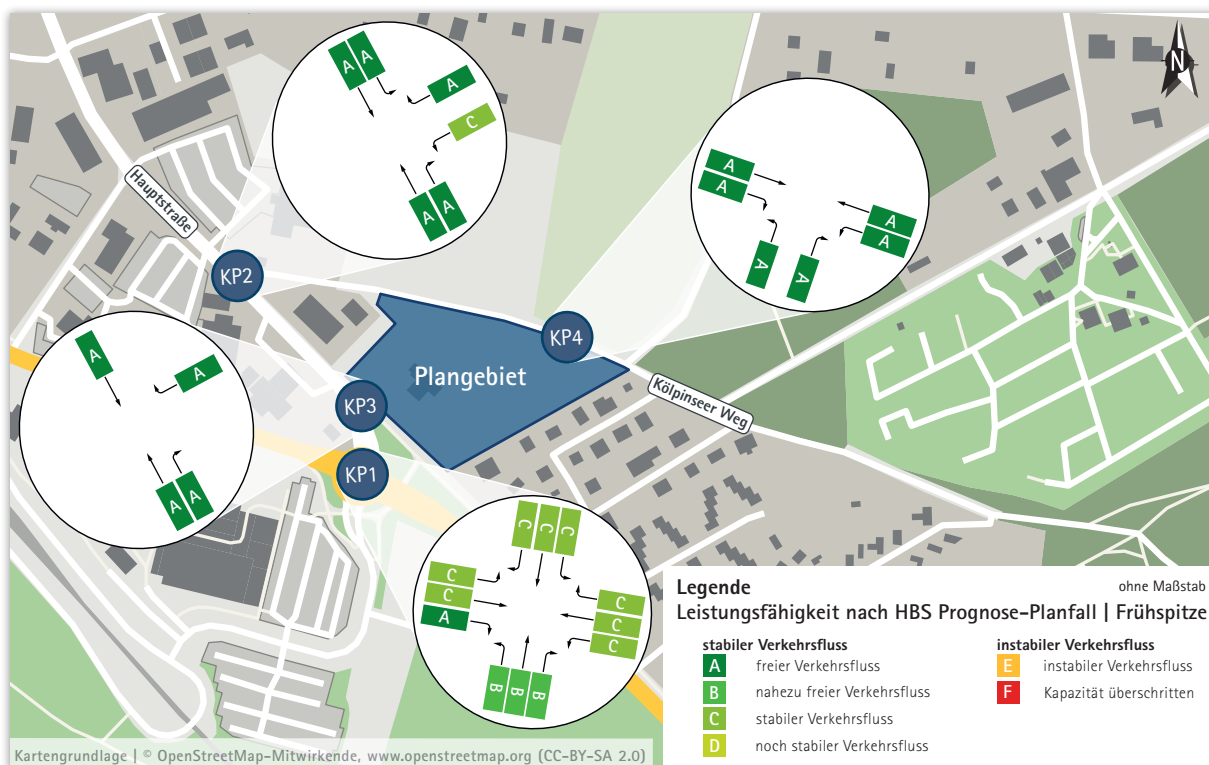 A
A
A
C
A
A
N
Hauptstraße
KP2
A
A
A
A
A
A
KP4
Plangebiet
Kölpinseer Weg
A
A
A
A
KP3
KP1
C
C
C
C
C
A
C
C
C
B
B
B
Legende
ohne Maßstab
Leistungsfähigkeit nach HBS Prognose-Planfall | Frühspitze
stabiler Verkehrsfluss
A freier Verkehrsfluss
B nahezu freier Verkehrsfluss
C stabiler Verkehrsfluss
D noch stabiler Verkehrsfluss
instabiler Verkehrsfluss
E instabiler Verkehrsfluss
F Kapazität überschritten
Kartengrundlage | © OpenStreetMap-Mitwirkende, www.openstreetmap.org (CC-BY-SA 2.0)